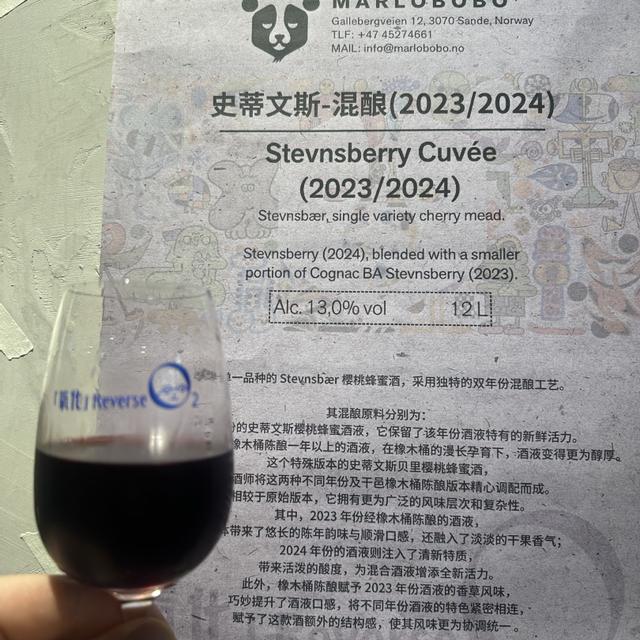 MARLOBOBO
Gallebergveien 12, 3070 Sande, Norway
TLF: +47 45274661
MAIL: info@marlobobo.no
史蒂文斯-混酿(2023/2024)
Stevnsberry Cuvée
(2023/2024)
Stevnsbær, single variety cherry mead.
Stevnsberry (2024), blended with a smaller
portion of Cognac BA Stevnsberry (2023).
Alc. 13,0% vol 12 L
一品种的 Stevnsbær 樱桃蜂蜜酒，采用独特的双年份混酿工艺。
其混酿原料分别为：
的史蒂文斯樱桃蜂蜜酒液，它保留了该年份酒液特有的新鲜活力。
橡木桶陈酿一年以上的酒液，在橡木桶的漫长孕育下，酒液变得更为醇厚。
这个特殊版本的史蒂文斯贝里樱桃蜂蜜酒，
酒师将这两种不同年份及干邑橡木桶陈酿版本精心调配而成。
相较于原始版本，它拥有更为广泛的风味层次和复杂性。
其中，2023 年份经橡木桶陈酿的酒液，
带来了悠长的陈年韵味与顺滑口感，还融入了淡淡的干果香气；
2024 年份的酒液则注入了清新特质，
带来活泼的酸度，为混合酒液增添全新活力。
此外，橡木桶陈酿赋予 2023 年份酒液的香草风味，
巧妙提升了酒液口感，将不同年份酒液的特色紧密相连，
赋予了这款酒额外的结构感，使其风味更为协调统一。
Reverse O2